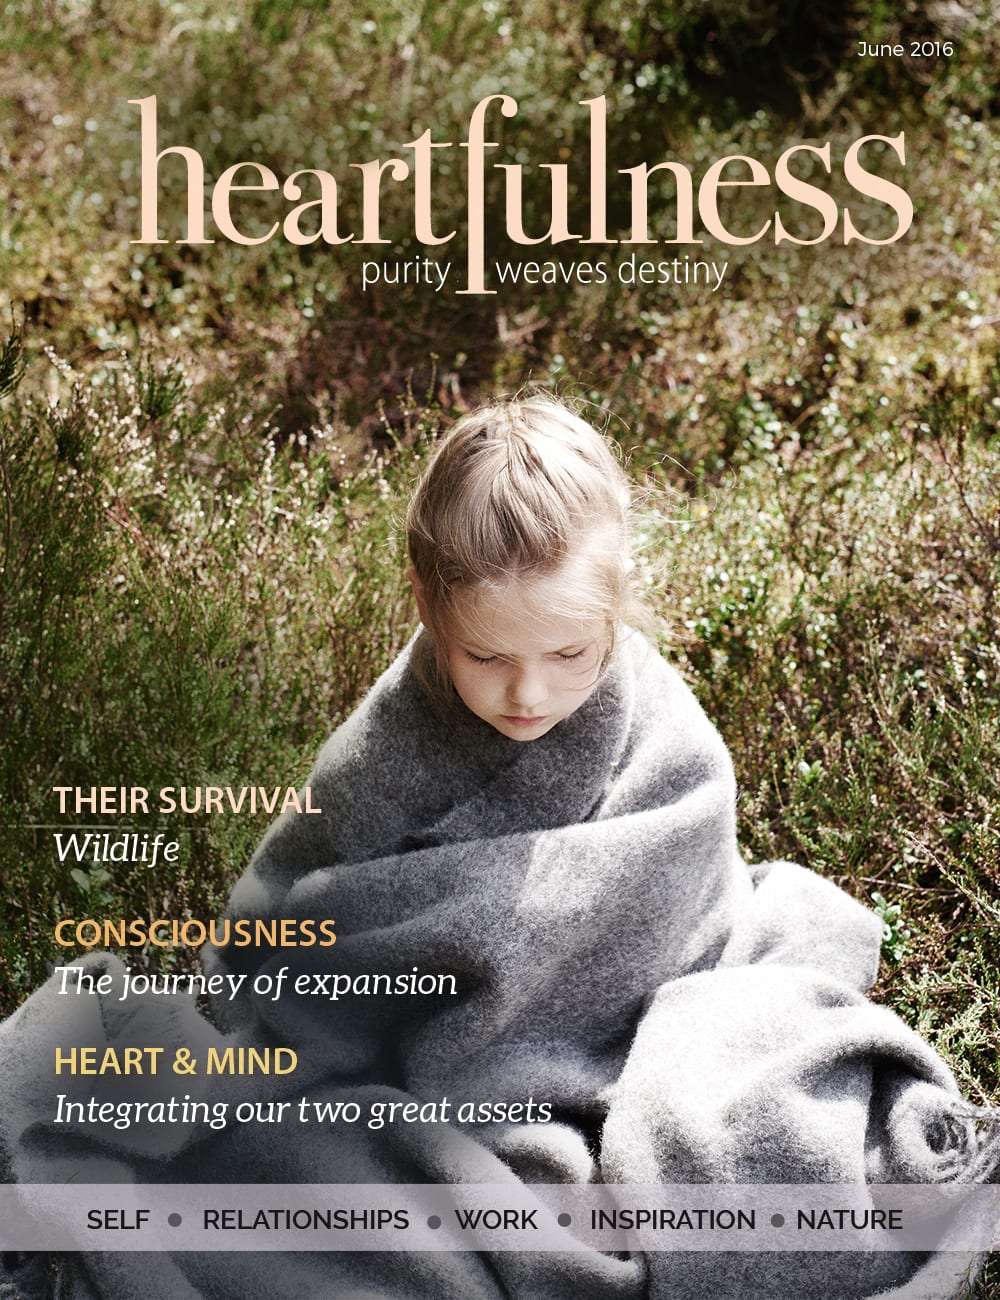 June 2016
heartfulness
purity weaves destiny
THEIR SURVIVAL
Wildlife
CONSCIOUSNESS
The journey of expansion
HEART & MIND
Integrating our two great assets
SELF • RELATIONSHIPS • WORK • INSPIRATION • NATURE